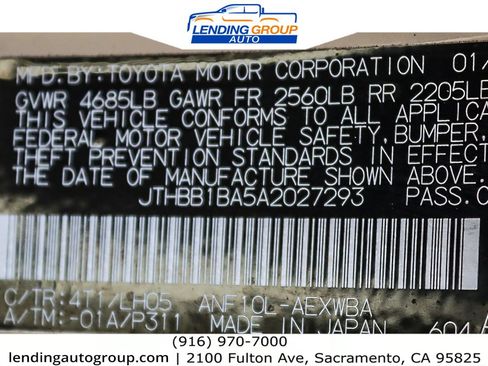 LENDING GROUP
AUTO
MFD. BY: TOYOTA MOTOR CORPORATION 01/
GVWR 4685LB GAWR FR 2560LB RR 2205LB
THIS VEHICLE CONFORMS TO ALL APPLICA
FEDERAL MOTOR VEHICLE SAFETY, BUMPER,
THEFT PREVENTION STANDARDS IN EFFECT
THE DATE OF MANUFACTURE SHOWN ABOVE.
JTHBB1BA5A2027293 PASS.C
C/TR:4T1/LH05 ANF10L-AEXWBA
A/TM:-01A/P311 MADE IN JAPAN 604
(916) 970-7000
lendingautogroup.com | 2100 Fulton Ave, Sacramento, CA 95825